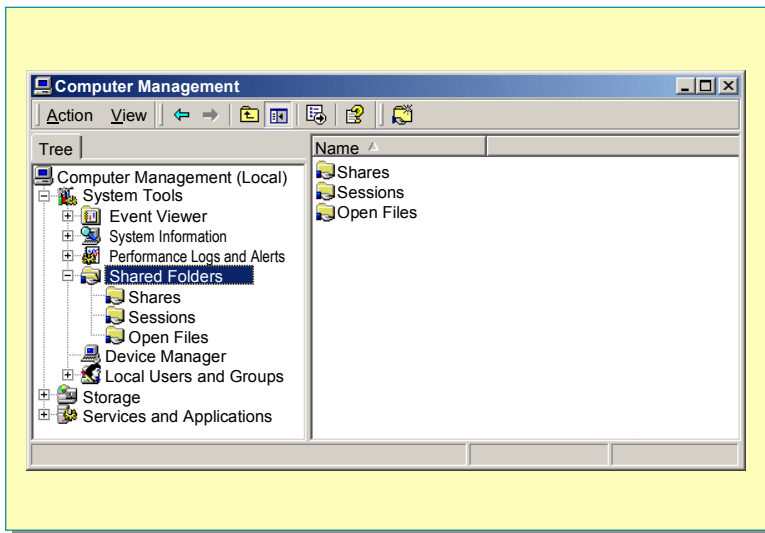 Computer Management
Action View
Tree
Name
Computer Management (Local)
System Tools
Event Viewer
System Information
Performance Logs and Alerts
Shared Folders
Shares
Sessions
Open Files
Device Manager
Local Users and Groups
Storage
Services and Applications
Shares
Sessions
Open Files